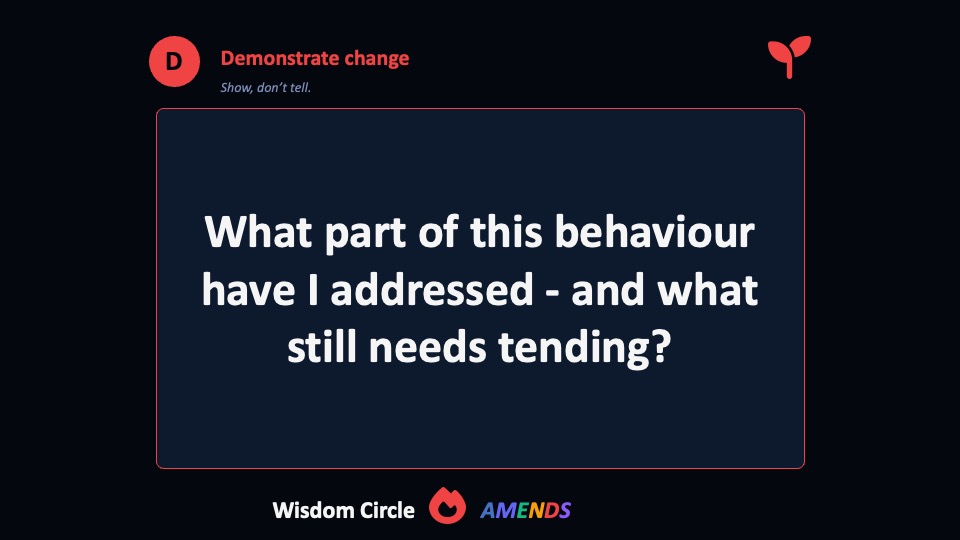 D
Demonstrate change
Show, don’t tell.
What part of this behaviour
have I addressed - and what
still needs tending?
Wisdom Circle AMENDS